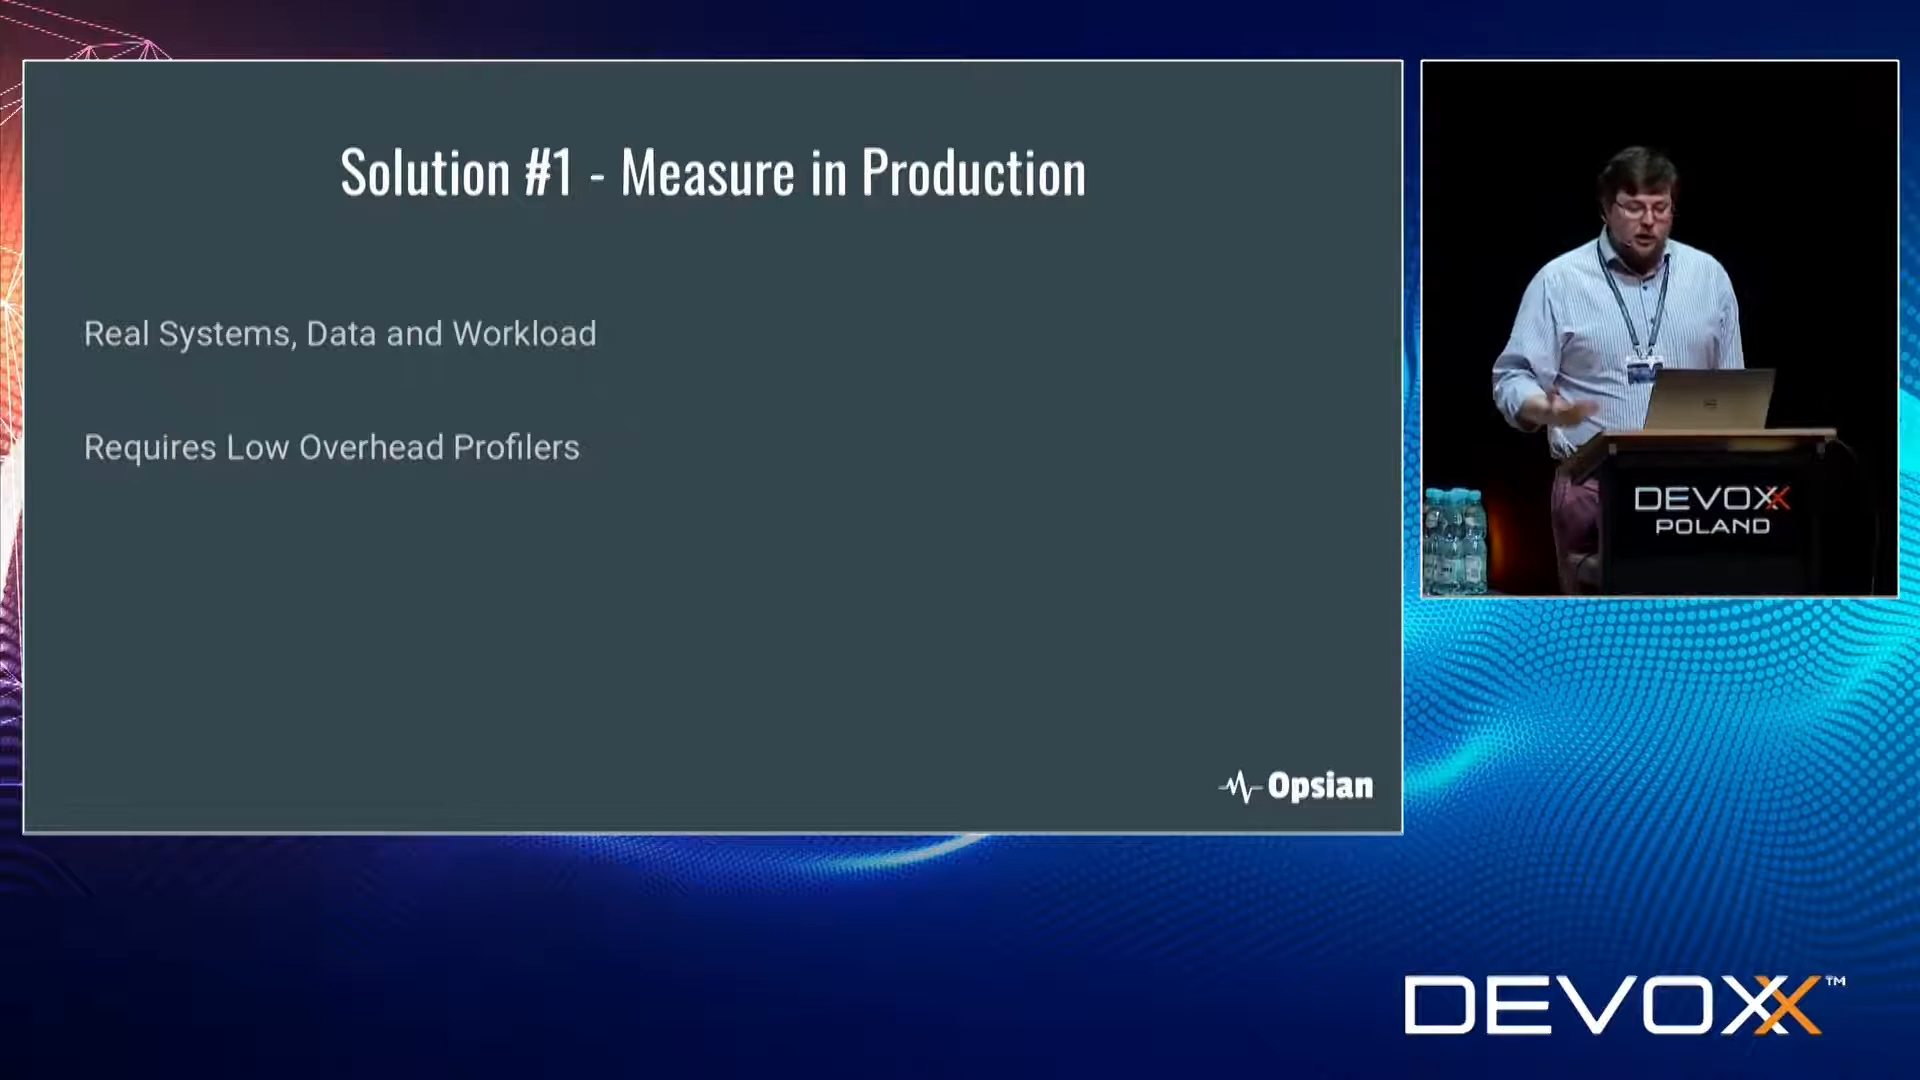 Solution #1 - Measure in Production
Real Systems, Data and Workload
Requires Low Overhead Profilers
Opsian
DEVOXX
POLAND
DEVOXX™